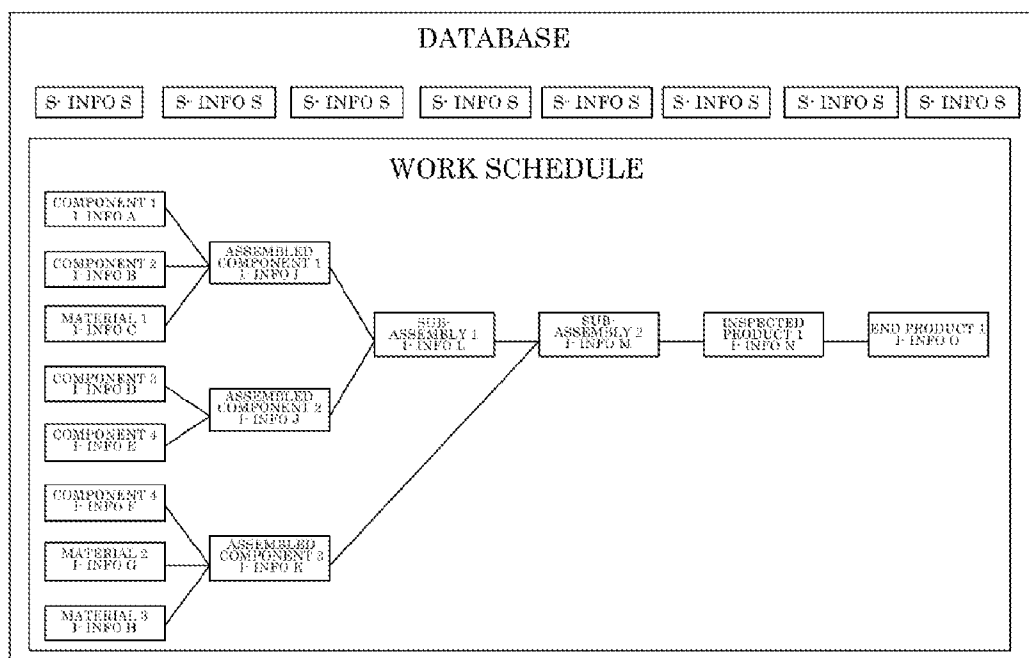 DATABASE
S- INFO S
S- INFO S
S- INFO S
S- INFO S
S- INFO S
S- INFO S
S- INFO S
S- INFO S
WORK SCHEDULE
COMPONENT 1
I- INFO A
COMPONENT 2
I- INFO B
MATERIAL 1
I- INFO C
COMPONENT 3
I- INFO D
COMPONENT 4
I- INFO E
COMPONENT 4
I- INFO F
MATERIAL 2
I- INFO G
MATERIAL 3
I- INFO H
ASSEMBLED
COMPONENT 1
I- INFO I
ASSEMBLED
COMPONENT 2
I- INFO J
ASSEMBLED
COMPONENT 3
I- INFO K
SUB-
ASSEMBLY 1
I- INFO L
SUB-
ASSEMBLY 2
I- INFO M
INSPECTED
PRODUCT 1
I- INFO N
END PRODUCT 1
I- INFO O